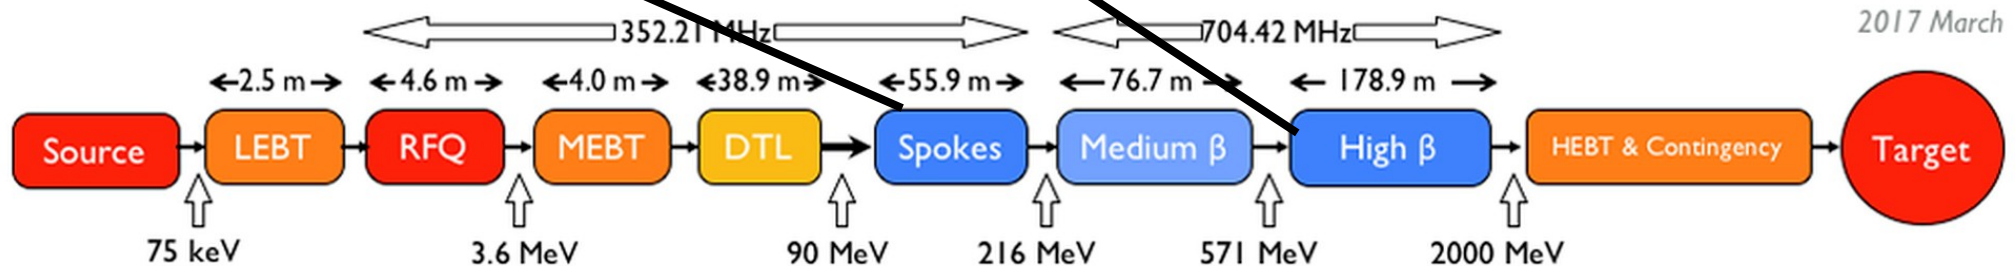 2017 March
352.21 MHz 704.42 MHz
2.5 m 4.6 m 4.0 m 38.9 m 55.9 m 76.7 m 178.9 m
Source LEBT RFQ MEBT DTL Spokes Medium β High β HEBT & Contingency Target
75 keV 3.6 MeV 90 MeV 216 MeV 571 MeV 2000 MeV